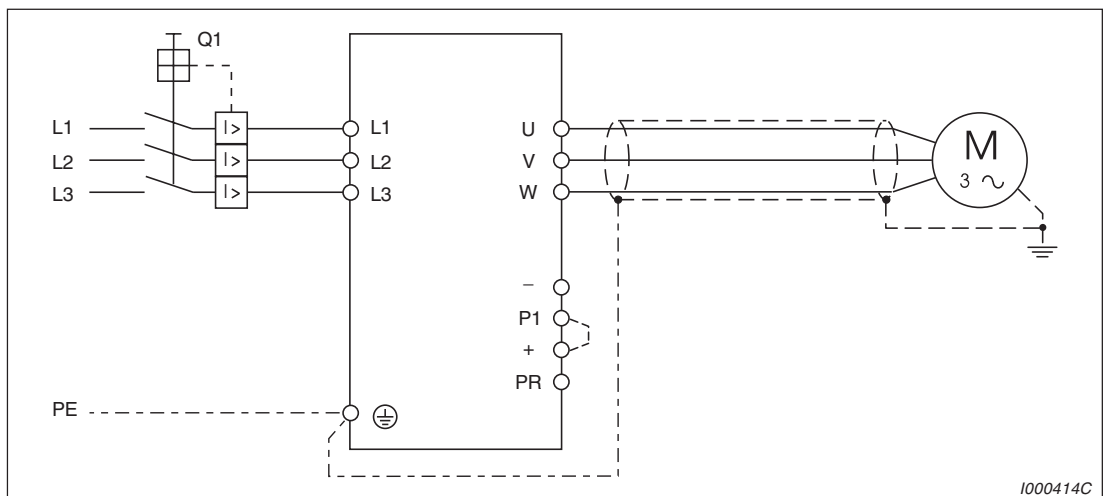 Q1
L1 I> L1 U
L2 I> L2 V
L3 I> L3 W
M
3 ~
−
P1
+
PR
PE
I000414C